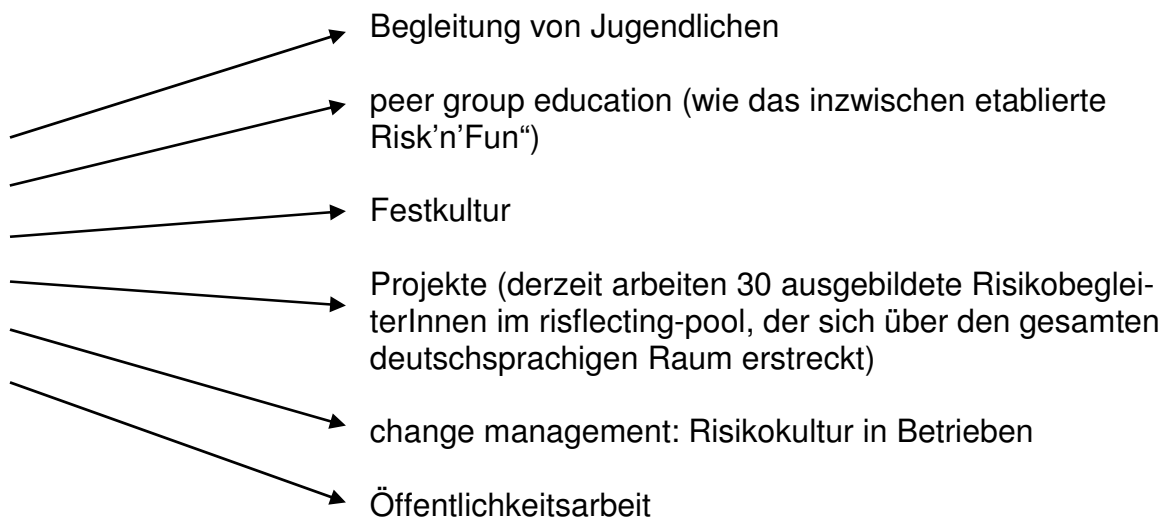 Begleitung von Jugendlichen
peer group education (wie das inzwischen etablierte
Risk’n’Fun“)
Festkultur
Projekte (derzeit arbeiten 30 ausgebildete Risikobeglei-
terInnen im risflecting-pool, der sich über den gesamten
deutschsprachigen Raum erstreckt)
change management: Risikokultur in Betrieben
Öffentlichkeitsarbeit